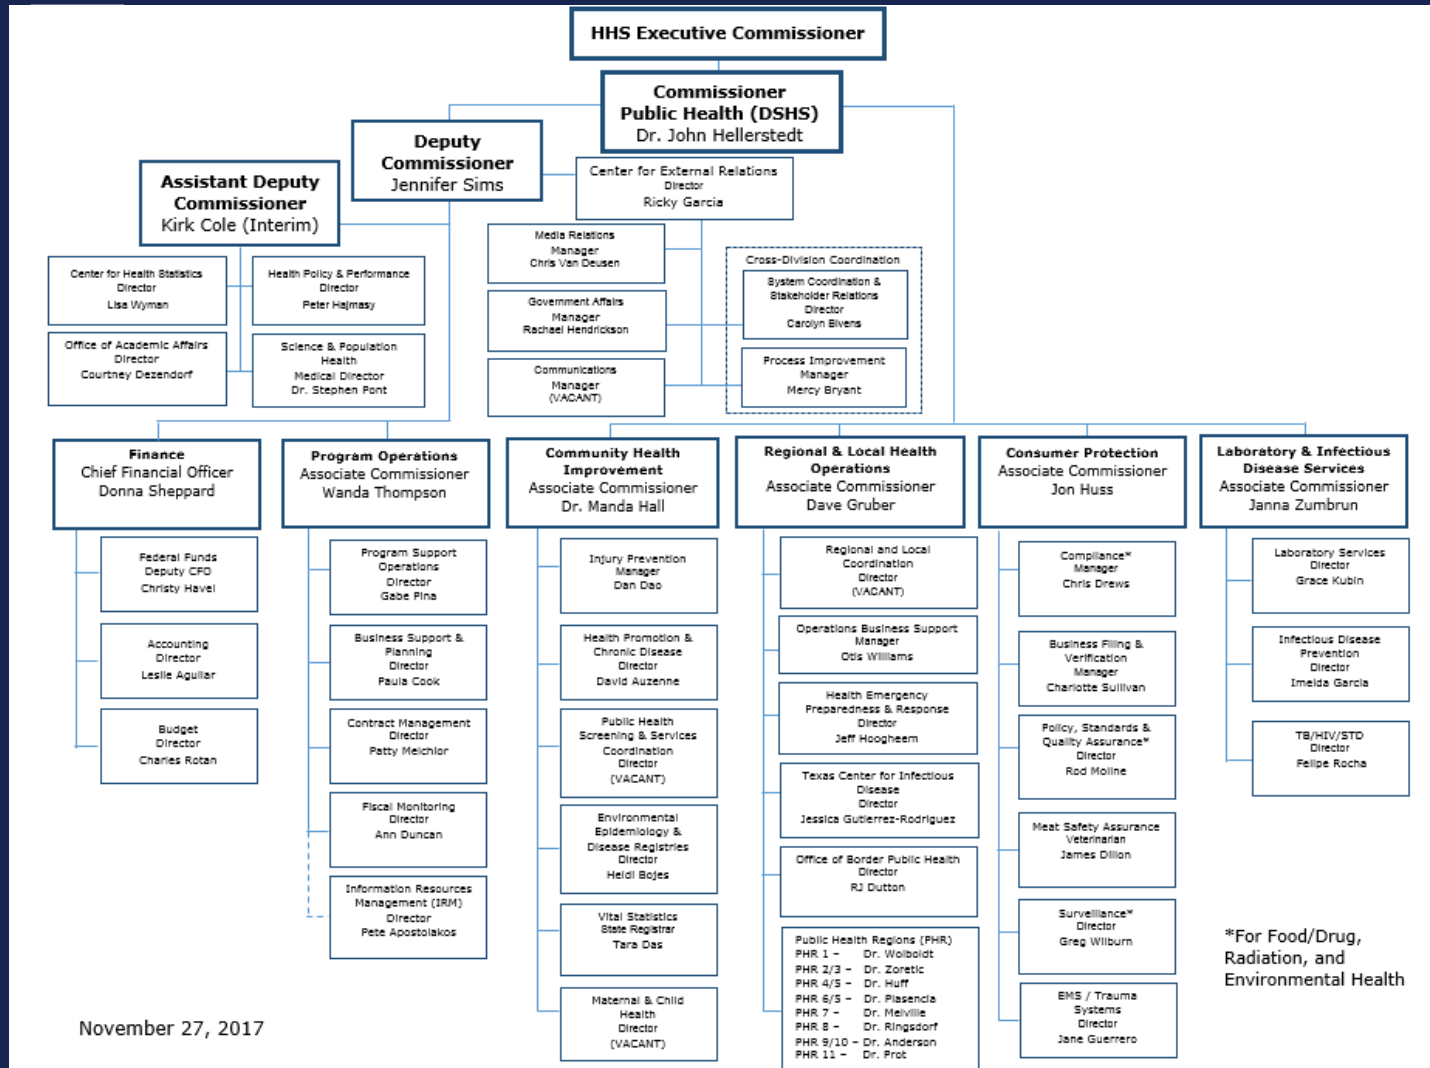 HHS Executive Commissioner
Commissioner
Public Health (DSHS)
Dr. John Hellerstedt
Deputy
Commissioner
Jennifer Sims
Assistant Deputy
Commissioner
Kirk Cole (Interim)
Center for External Relations
Director
Ricky Garcia
Media Relations
Manager
Chris Van Deusen
Government Affairs
Manager
Rachael Hendrickson
Communications
Manager
(VACANT)
Cross-Division Coordination
System Coordination &
Stakeholder Relations
Director
Carolyn Bivens
Process Improvement
Manager
Mercy Bryant
Center for Health Statistics
Director
Lisa Wyman
Health Policy & Performance
Director
Peter Hajmasy
Office of Academic Affairs
Director
Courtney Dezendorf
Science & Population
Health
Medical Director
Dr. Stephen Pont
Finance
Chief Financial Officer
Donna Sheppard
Federal Funds
Deputy CFO
Christy Havel
Accounting
Director
Leslie Aguilar
Budget
Director
Charles Rotan
Program Operations
Associate Commissioner
Wanda Thompson
Program Support
Operations
Director
Gabe Pina
Business Support &
Planning
Director
Paula Cook
Contract Management
Director
Patty Melchior
Fiscal Monitoring
Director
Ann Duncan
Information Resources
Management (IRM)
Director
Pete Apostolakos
Community Health
Improvement
Associate Commissioner
Dr. Manda Hall
Injury Prevention
Manager
Dan Dao
Health Promotion &
Chronic Disease
Director
David Auzenne
Public Health
Screening & Services
Coordination
Director
(VACANT)
Environmental
Epidemiology &
Disease Registries
Director
Heidi Bojes
Vital Statistics
State Registrar
Tara Das
Maternal & Child
Health
Director
(VACANT)
Regional & Local Health
Operations
Associate Commissioner
Dave Gruber
Regional and Local
Coordination
Director
(VACANT)
Operations Business Support
Manager
Otis Williams
Health Emergency
Preparedness & Response
Director
Jeff Hoogheem
Texas Center for Infectious
Disease
Director
Jessica Gutierrez-Rodriguez
Office of Border Public Health
Director
RJ Dutton
Public Health Regions (PHR)
PHR 1 – Dr. Wolboldt
PHR 2/3 – Dr. Zoretic
PHR 4/5 – Dr. Huff
PHR 6/5 – Dr. Plasencia
PHR 7 – Dr. Melville
PHR 8 – Dr. Ringsdorf
PHR 9/10 – Dr. Anderson
PHR 11 – Dr. Prot
Consumer Protection
Associate Commissioner
Jon Huss
Compliance*
Manager
Chris Drews
Business Filing &
Verification
Manager
Charlotte Sullivan
Policy, Standards &
Quality Assurance*
Director
Rod Moline
Meat Safety Assurance
Veterinarian
James Dillon
Surveillance*
Director
Greg Wilburn
EMS / Trauma
Systems
Director
Jane Guerrero
Laboratory & Infectious
Disease Services
Associate Commissioner
Janna Zumbrun
Laboratory Services
Director
Grace Kubin
Infectious Disease
Prevention
Director
Imelda Garcia
TB/HIV/STD
Director
Felipe Rocha
*For Food/Drug,
Radiation, and
Environmental Health
November 27, 2017